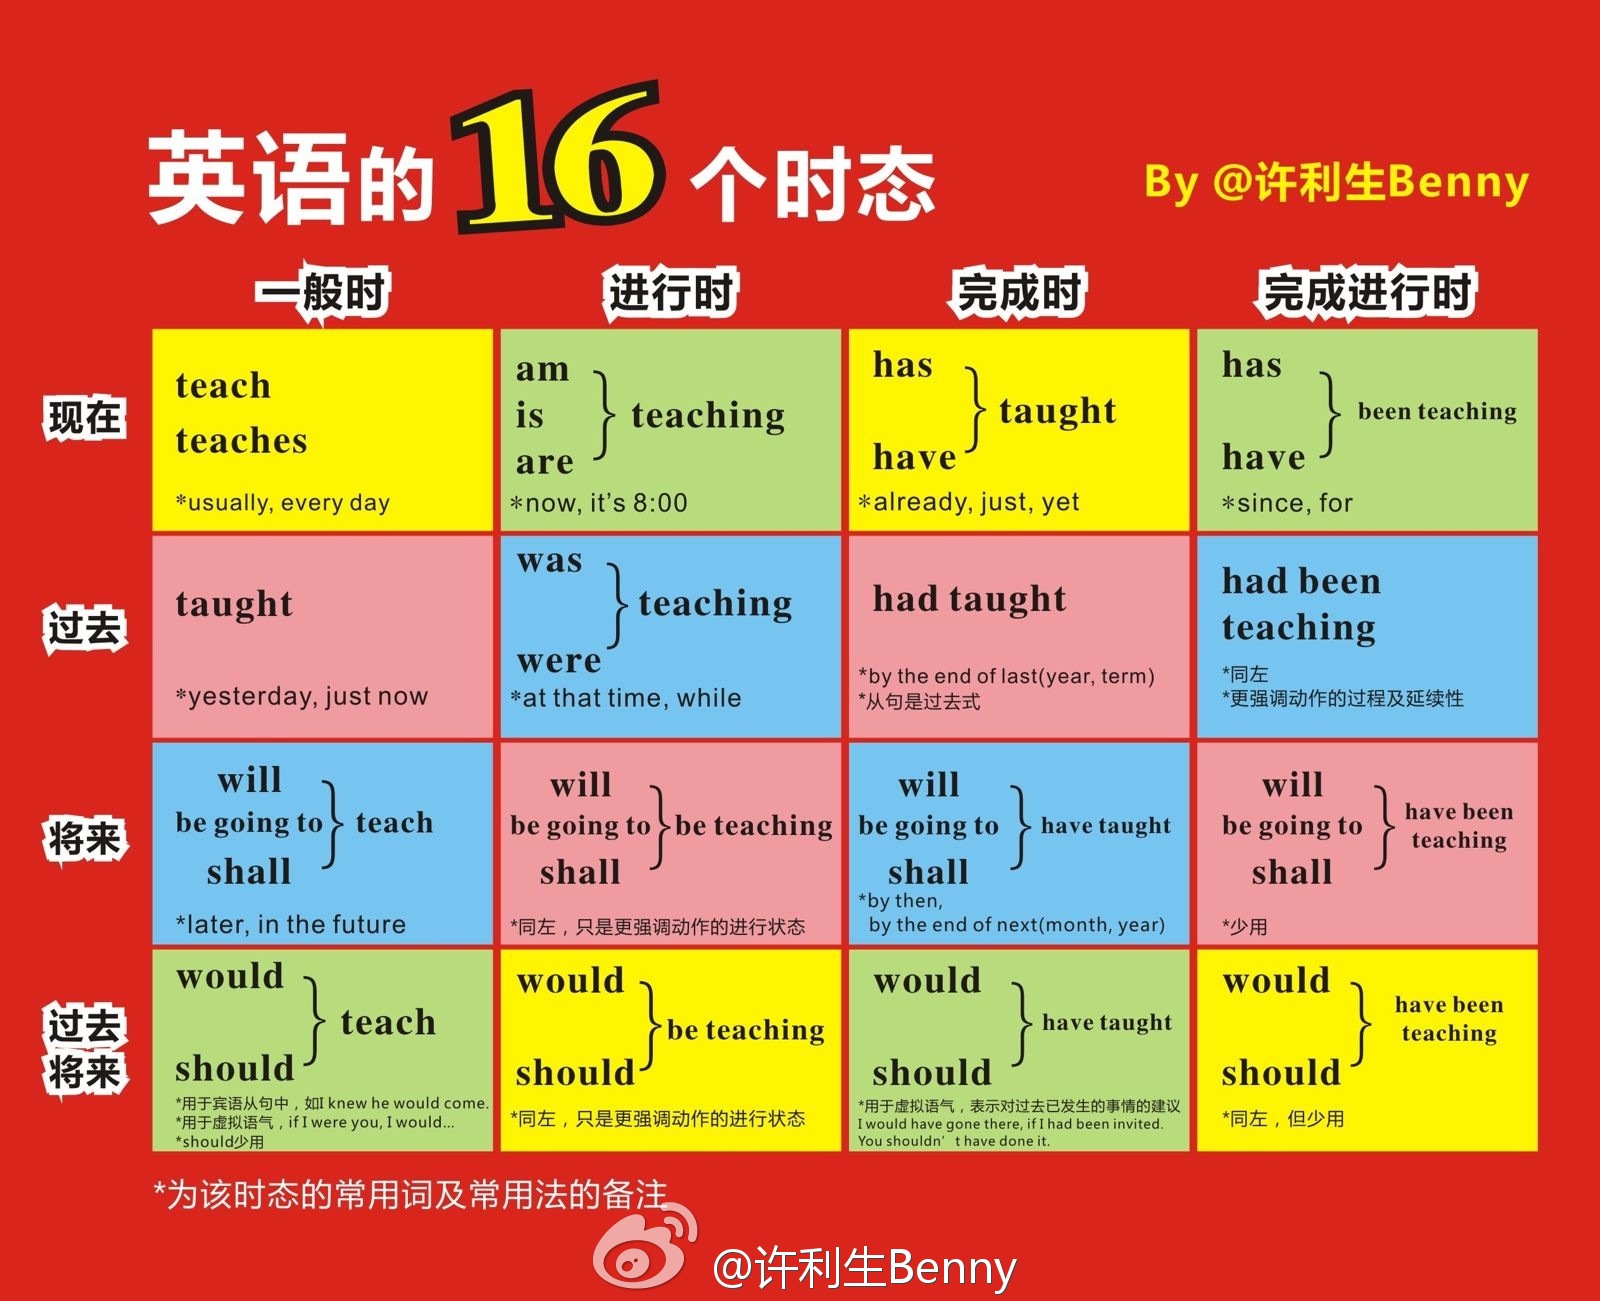 英语的16个时态
By @许利生Benny
一般时
进行时
完成时
完成进行时
现在
teach
teaches
*usually, every day
am
is
are
teaching
*now, it's 8:00
has
have
taught
*already, just, yet
has
have
been teaching
*since, for
过去
taught
*yesterday, just now
was
were
teaching
*at that time, while
had taught
*by the end of last(year, term)
*从句是过去式
had been
teaching
*同左
*更强调动作的过程及延续性
将来
will
be going to
shall
teach
*later, in the future
will
be going to
shall
be teaching
*同左，只是更强调动作的进行状态
will
be going to
shall
have taught
*by then,
by the end of next(month, year)
will
be going to
shall
have been
teaching
*少用
过去
将来
would
should
teach
*用于宾语从句中，如I knew he would come.
*用于虚拟语气，if I were you, I would...
*should少用
would
should
be teaching
*同左，只是更强调动作的进行状态
would
should
have taught
*用于虚拟语气，表示对过去已发生的事情的建议
I would have gone there, if I had been invited.
You shouldn't have done it.
would
should
have been
teaching
*同左，但少用
*为该时态的常用词及常用法的备注
@许利生Benny